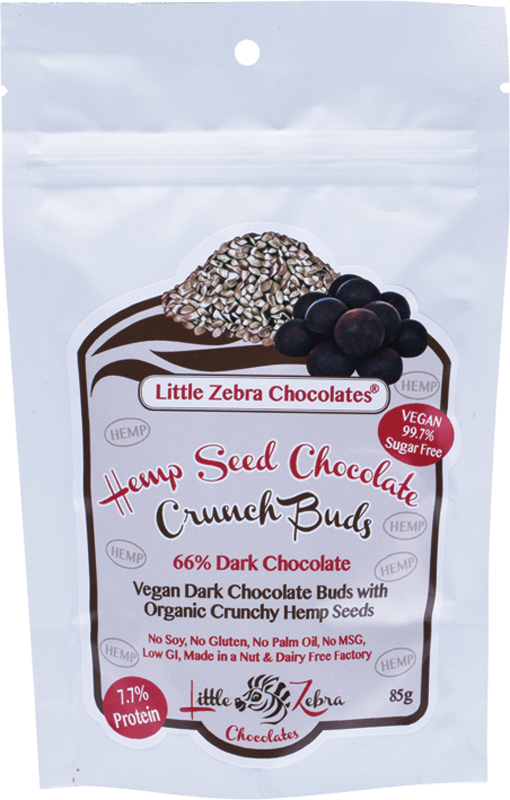 Little Zebra Chocolates®
HEMP
VEGAN
99.7%
Sugar Free
HEMP
Hemp Seed Chocolate
Crunch Buds
HEMP
66% Dark Chocolate
HEMP
HEMP
Vegan Dark Chocolate Buds with
Organic Crunchy Hemp Seeds
No Soy, No Gluten, No Palm Oil, No MSG,
Low GI, Made in a Nut & Dairy Free Factory
HEMP
HEMP
7.7%
Protein
Little Zebra
Chocolates
85g